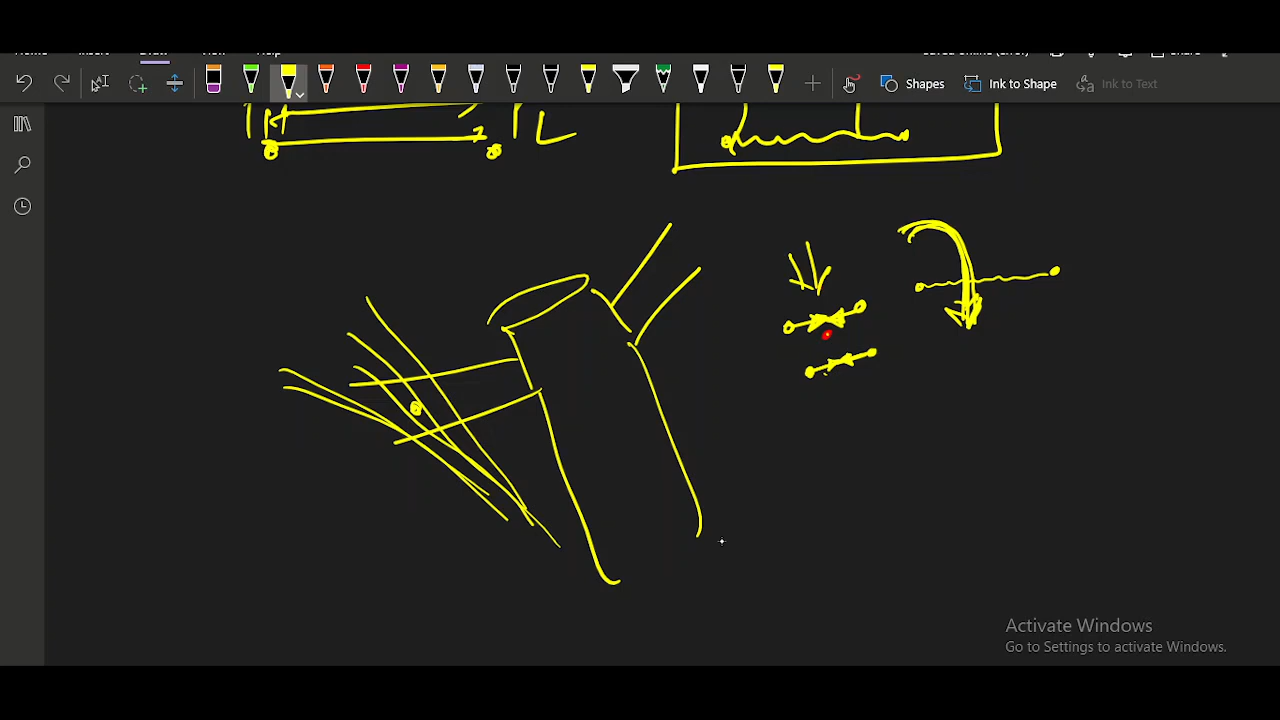 Shapes
Ink to Shape
Ink to Text
L
Activate Windows
Go to Settings to activate Windows.